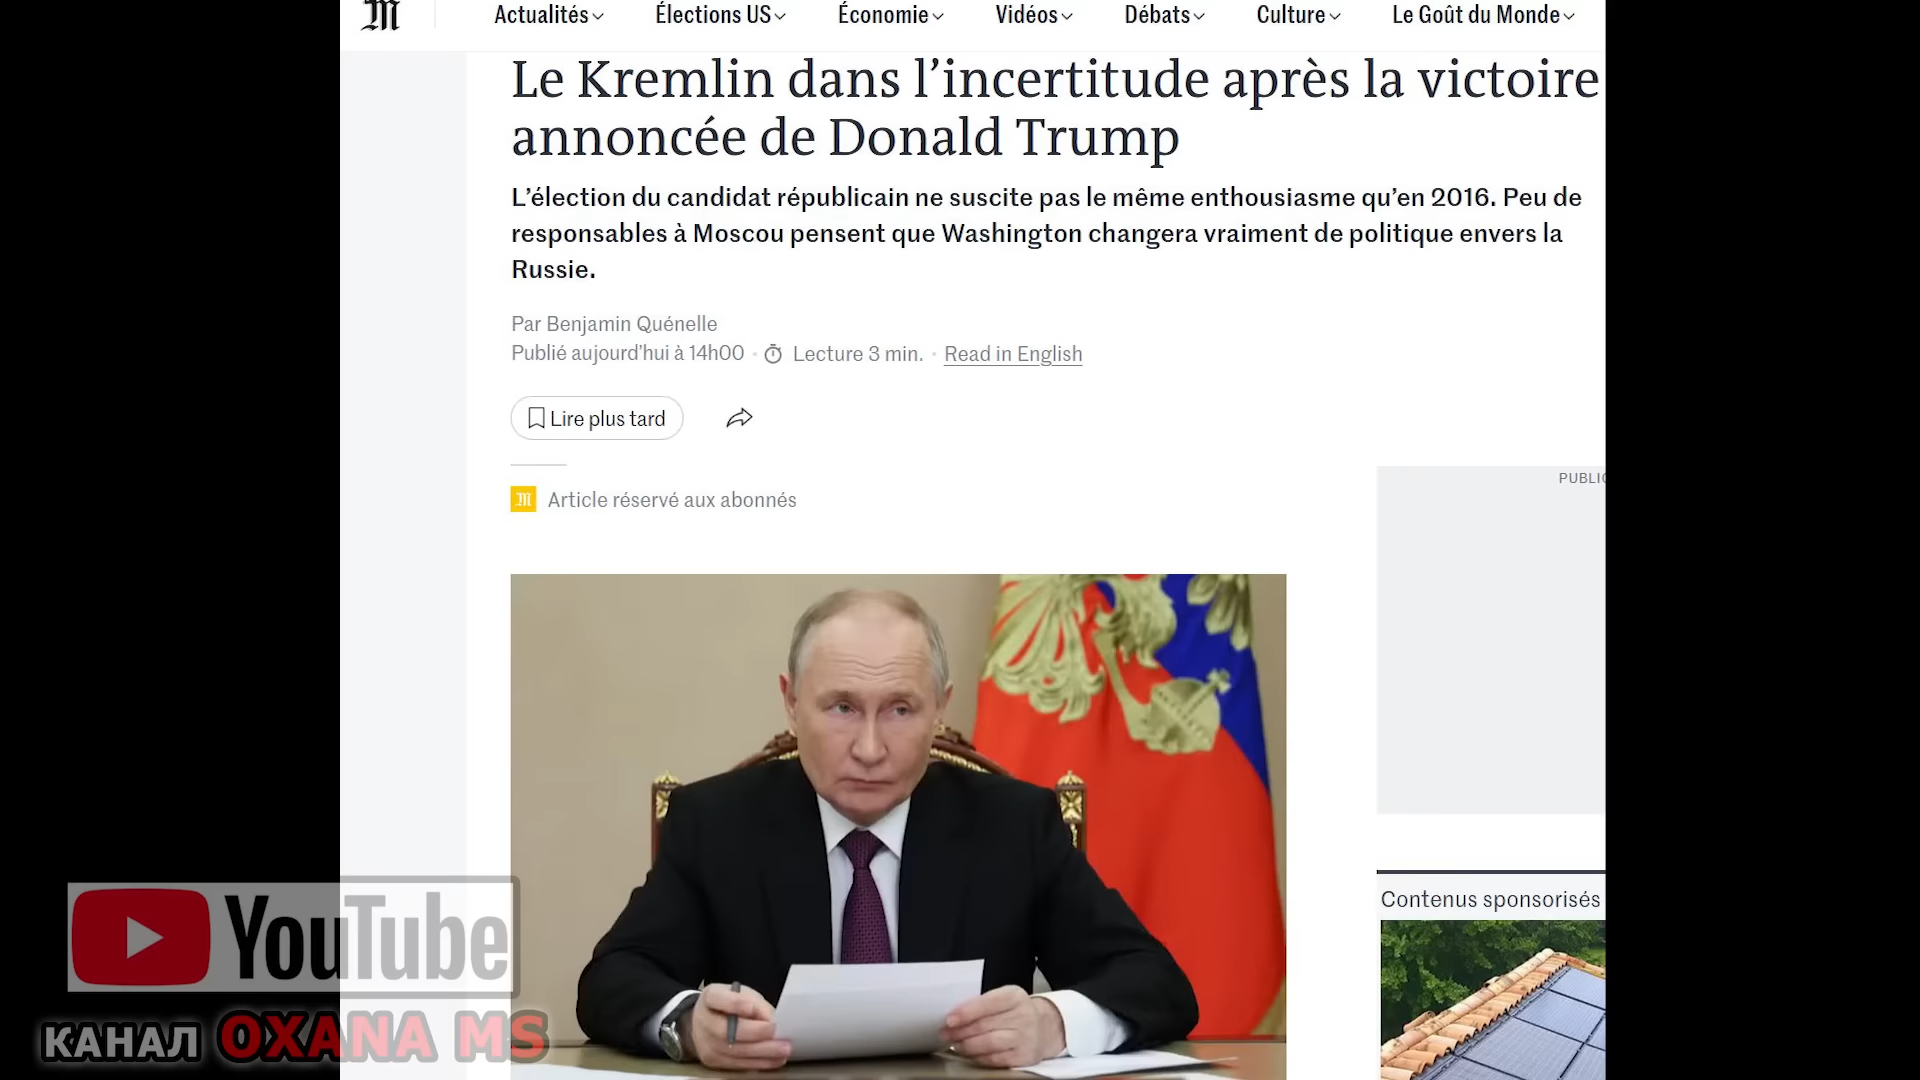 Actualités
Élections US
Économie
Vidéos
Débats
Culture
Le Goût du Monde
Le Kremlin dans l’incertitude après la victoire
annoncée de Donald Trump
L’élection du candidat républicain ne suscite pas le même enthousiasme qu’en 2016. Peu de
responsables à Moscou pensent que Washington changera vraiment de politique envers la
Russie.
Par Benjamin Quénelle
Publié aujourd’hui à 14h00 • Lecture 3 min. • Read in English
Lire plus tard
Article réservé aux abonnés
PUBLIC
Contenus sponsorisés
YouTube
КАНАЛ OXANA MS